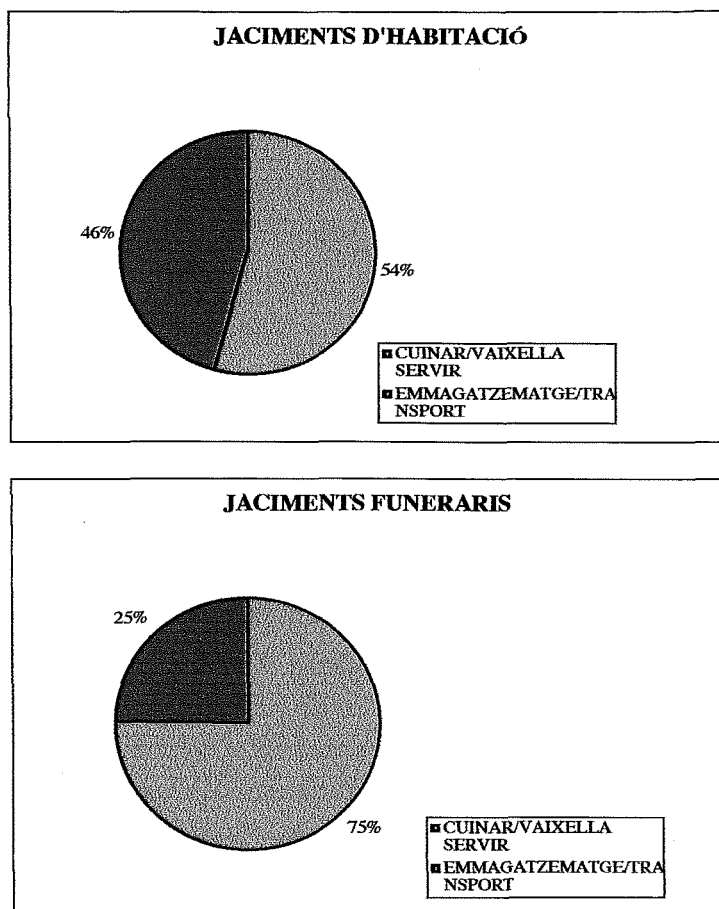 JACIMENTS D'HABITACIÓ
46%
54%
CUINAR/VAIXELLA
SERVIR
EMMAGATZEMATGE/TRA
NSPORT
JACIMENTS FUNERARIS
25%
75%
CUINAR/VAIXELLA
SERVIR
EMMAGATZEMATGE/TRA
NSPORT